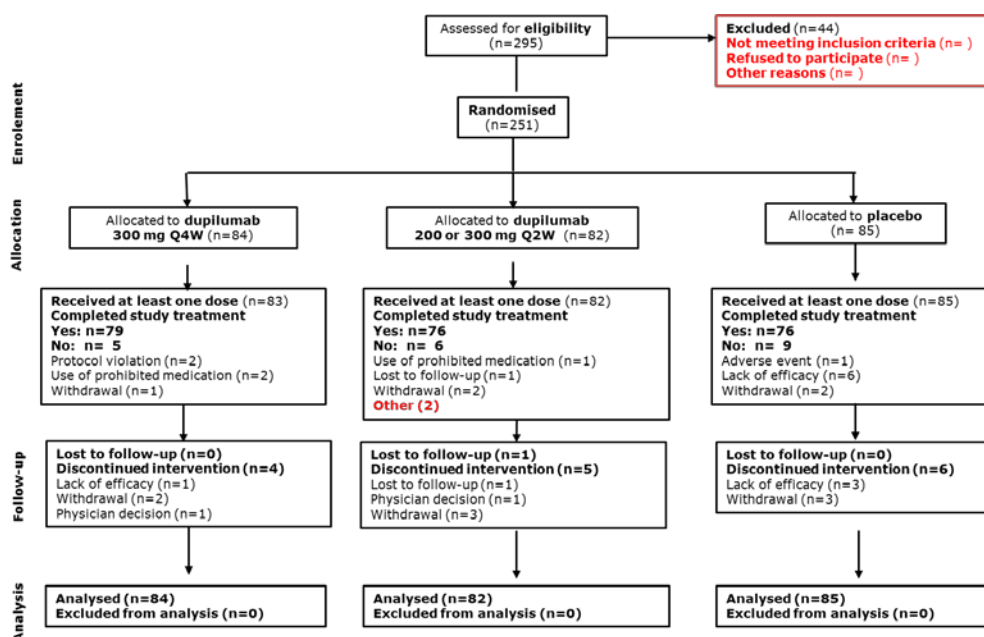 Assessed for eligibility
(n=295)
Excluded (n=44)
Not meeting inclusion criteria (n= )
Refused to participate (n= )
Other reasons (n= )
Enrolement
Randomised
(n=251)
Allocation
Allocated to dupilumab
300 mg Q4W (n=84)
Allocated to dupilumab
200 or 300 mg Q2W (n=82)
Allocated to placebo
(n= 85)
Received at least one dose (n=83)
Completed study treatment
Yes: n=79
No: n= 5
Protocol violation (n=2)
Use of prohibited medication (n=2)
Withdrawal (n=1)
Received at least one dose (n=82)
Completed study treatment
Yes: n=76
No: n= 6
Use of prohibited medication (n=1)
Lost to follow-up (n=1)
Withdrawal (n=2)
Other (2)
Received at least one dose (n=85)
Completed study treatment
Yes: n=76
No: n= 9
Adverse event (n=1)
Lack of efficacy (n=6)
Withdrawal (n=2)
Follow-up
Lost to follow-up (n=0)
Discontinued intervention (n=4)
Lack of efficacy (n=1)
Withdrawal (n=2)
Physician decision (n=1)
Lost to follow-up (n=1)
Discontinued intervention (n=5)
Lost to follow-up (n=1)
Physician decision (n=1)
Withdrawal (n=3)
Lost to follow-up (n=0)
Discontinued intervention (n=6)
Lack of efficacy (n=3)
Withdrawal (n=3)
Analysis
Analysed (n=84)
Excluded from analysis (n=0)
Analysed (n=82)
Excluded from analysis (n=0)
Analysed (n=85)
Excluded from analysis (n=0)